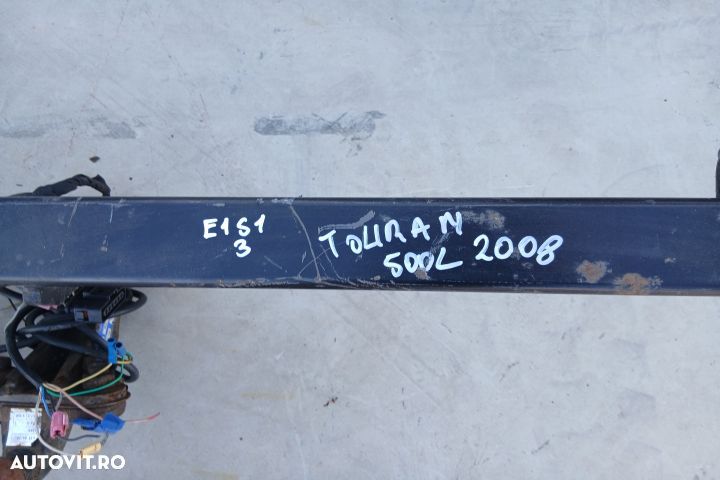 E1S1
3
TOURAN
500L 2008
AUTOVIT.RO